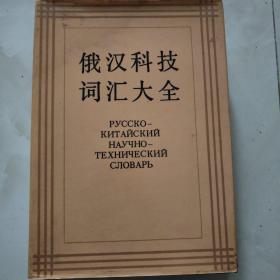 俄汉科技
词汇大全
РУССКО-
КИТАЙСКИЙ
НАУЧНО-
ТЕХНИЧЕСКИЙ
СЛОВАРЬ